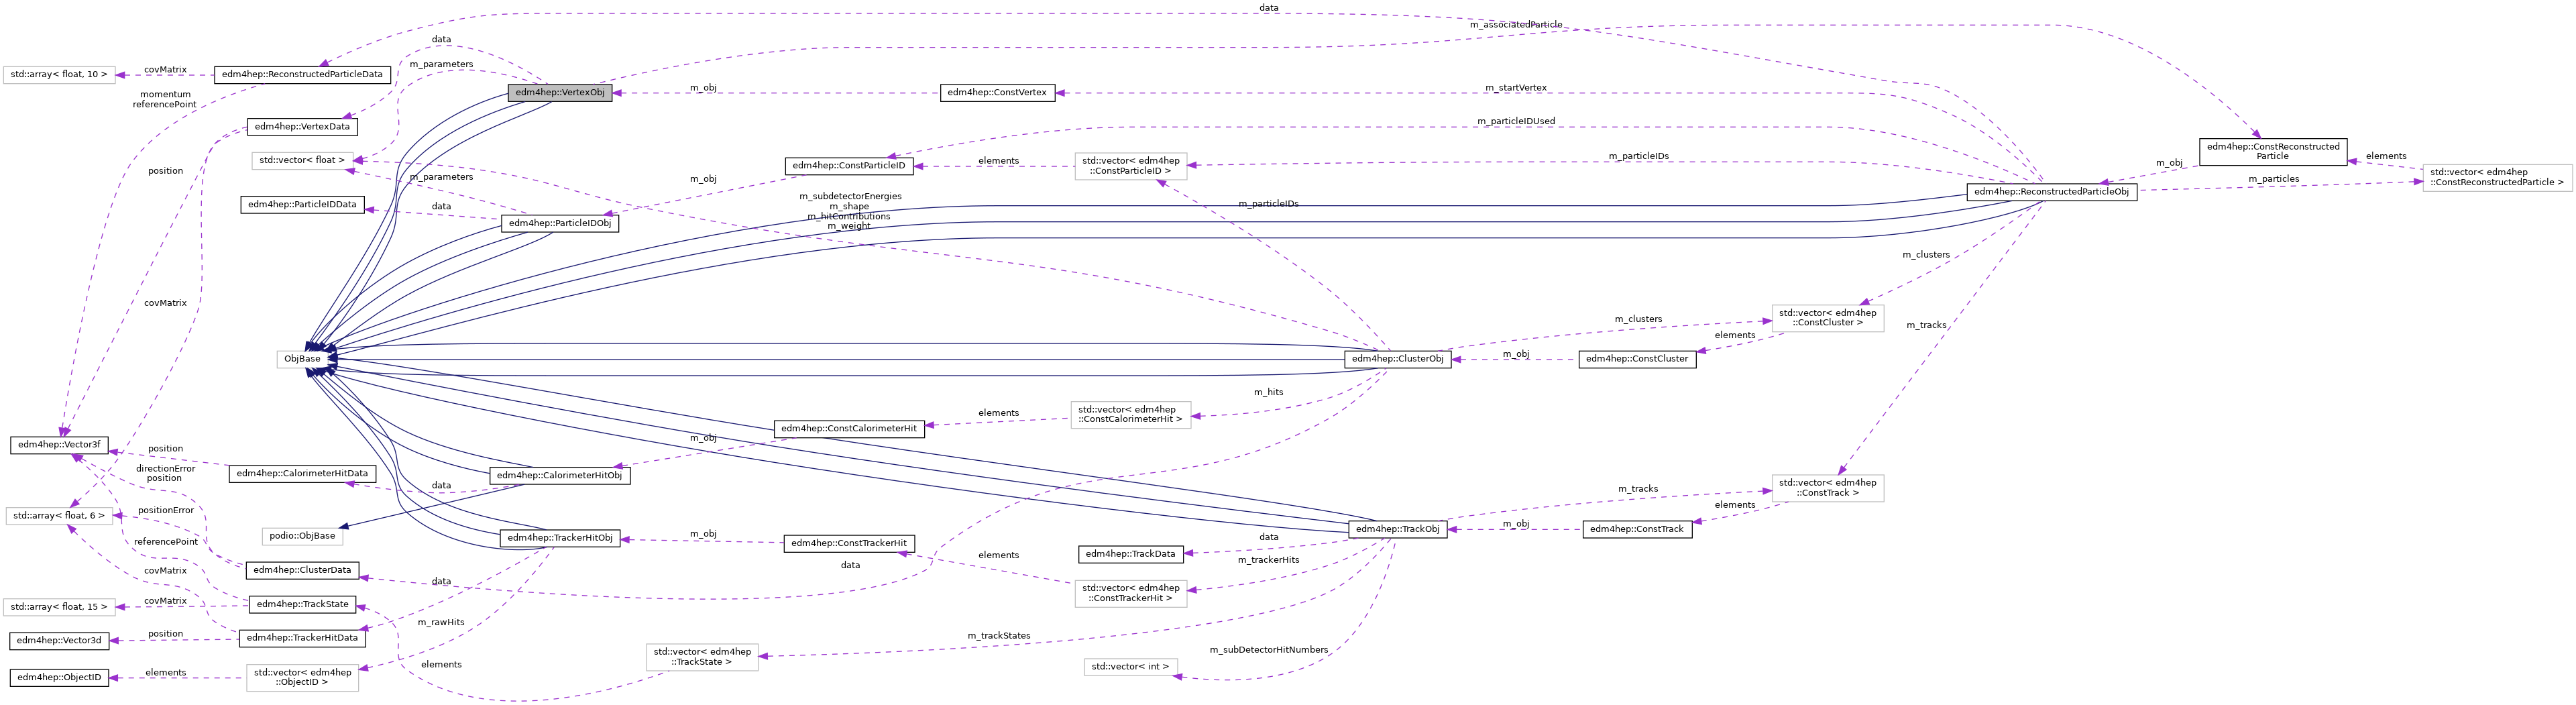 data
m_associatedParticle
data
m_parameters
std::array< float, 10 >
covMatrix
edm4hep::ReconstructedParticleData
momentum
referencePoint
edm4hep::VertexObj
m_obj
edm4hep::ConstVertex
m_startVertex
edm4hep::VertexData
m_particleIDUsed
std::vector< float >
position
m_parameters
edm4hep::ConstParticleID
elements
std::vector< edm4hep
::ConstParticleID >
m_particleIDs
edm4hep::ConstReconstructed
Particle
elements
m_obj
std::vector< edm4hep
::ConstReconstructedParticle >
m_particles
edm4hep::ReconstructedParticleObj
m_obj
edm4hep::ParticleIDData
data
edm4hep::ParticleIDObj
m_subdetectorEnergies
m_shape
m_hitContributions
m_weight
m_particleIDs
m_clusters
covMatrix
std::vector< edm4hep
::ConstCluster >
m_clusters
elements
m_tracks
ObjBase
edm4hep::ClusterObj
m_obj
edm4hep::ConstCluster
m_hits
std::vector< edm4hep
::ConstCalorimeterHit >
elements
edm4hep::ConstCalorimeterHit
m_obj
edm4hep::Vector3f
position
directionError
position
edm4hep::CalorimeterHitData
data
edm4hep::CalorimeterHitObj
std::vector< edm4hep
::ConstTrack >
m_tracks
elements
std::array< float, 6 >
positionError
podio::ObjBase
edm4hep::TrackerHitObj
m_obj
edm4hep::ConstTrackerHit
edm4hep::TrackObj
m_obj
edm4hep::ConstTrack
referencePoint
data
edm4hep::TrackData
elements
m_trackerHits
covMatrix
edm4hep::ClusterData
data
data
std::vector< edm4hep
::ConstTrackerHit >
std::array< float, 15 >
covMatrix
edm4hep::TrackState
m_rawHits
edm4hep::Vector3d
position
edm4hep::TrackerHitData
m_trackStates
std::vector< edm4hep
::TrackState >
m_subDetectorHitNumbers
std::vector< int >
edm4hep::ObjectID
elements
std::vector< edm4hep
::ObjectID >
elements